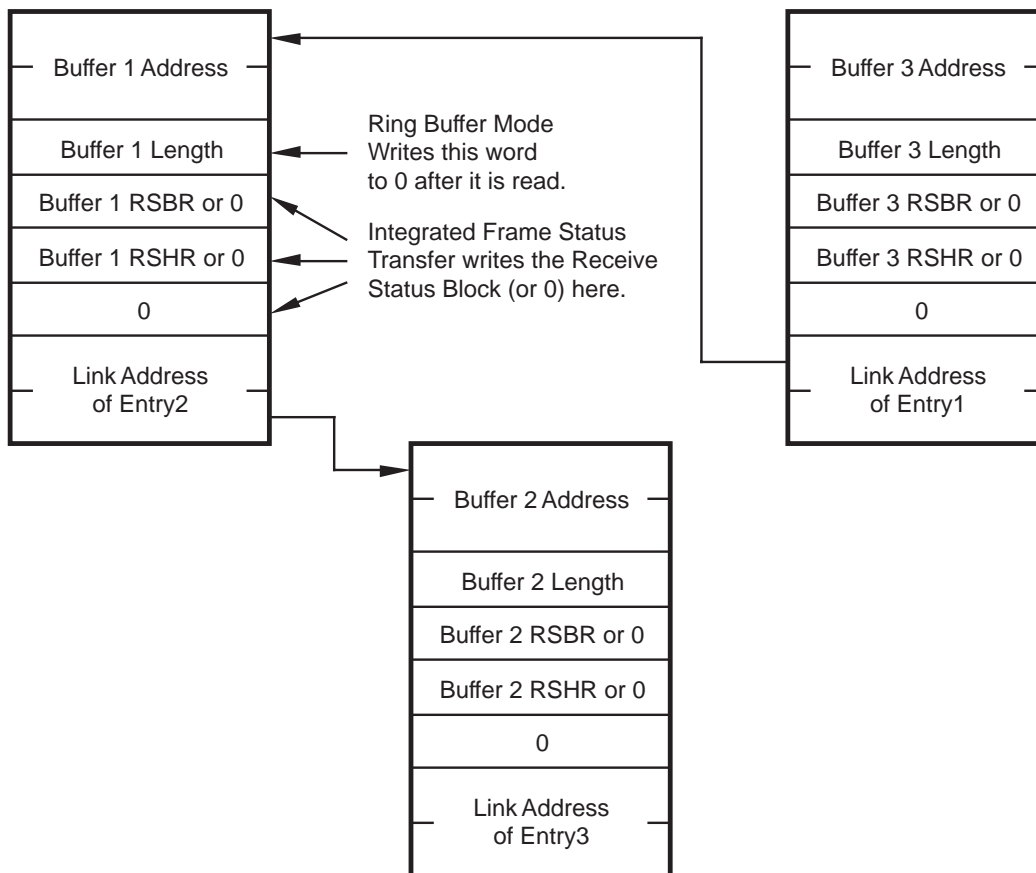 Buffer 1 Address
Buffer 1 Length
Buffer 1 RSBR or 0
Buffer 1 RSHR or 0
0
Link Address
of Entry2
Ring Buffer Mode
Writes this word
to 0 after it is read.
Integrated Frame Status
Transfer writes the Receive
Status Block (or 0) here.
Buffer 3 Address
Buffer 3 Length
Buffer 3 RSBR or 0
Buffer 3 RSHR or 0
0
Link Address
of Entry1
Buffer 2 Address
Buffer 2 Length
Buffer 2 RSBR or 0
Buffer 2 RSHR or 0
0
Link Address
of Entry3